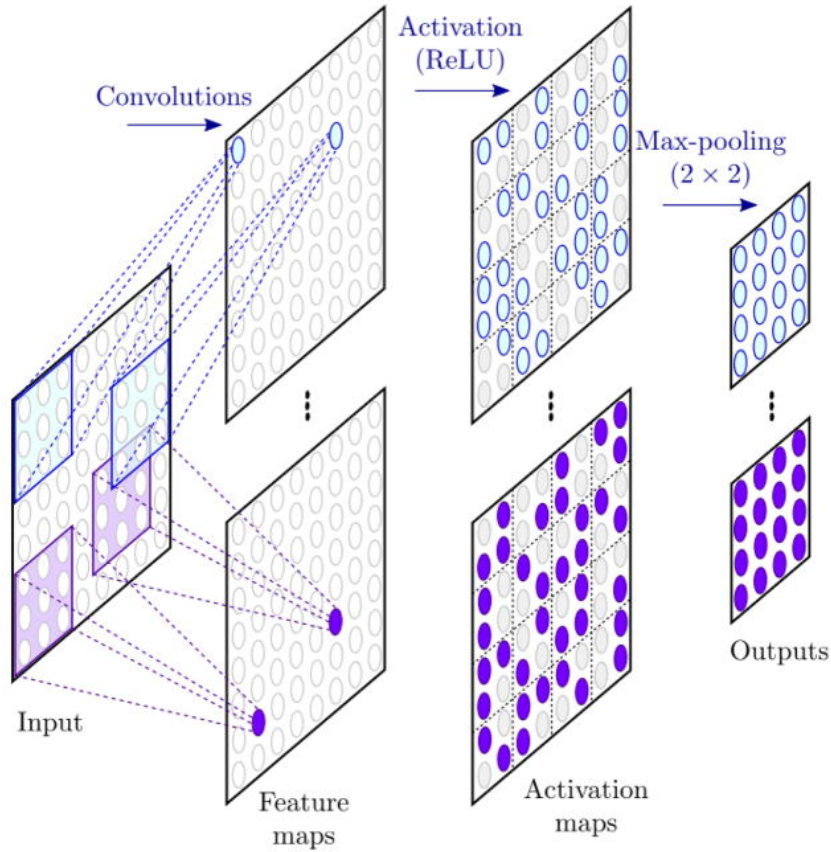 Convolutions
Activation
(ReLU)
Max-pooling
(2 × 2)
Input
Feature
maps
Activation
maps
Outputs